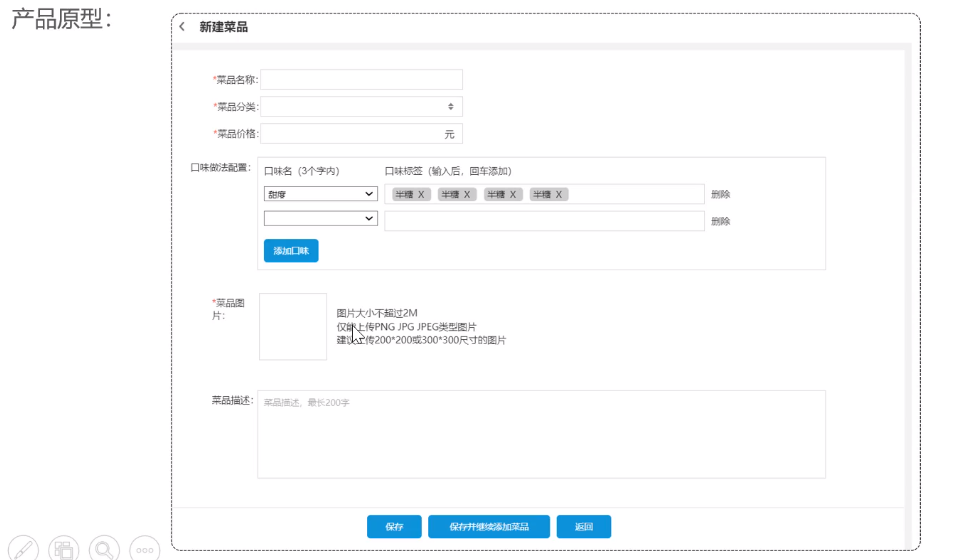 产品原型：
新建菜品
*菜品名称:
*菜品分类:
*菜品价格: 元
口味做法配置: 口味名（3个字内） 口味标签（输入后，回车添加）
甜度 半糖 X 半糖 X 半糖 X 半糖 X 删除
删除
添加口味
*菜品图
片:
图片大小不超过2M
仅能上传PNG JPG JPEG类型图片
建议上传200*200或300*300尺寸的图片
菜品描述: 菜品描述，最长200字
保存 保存并继续添加菜品 返回